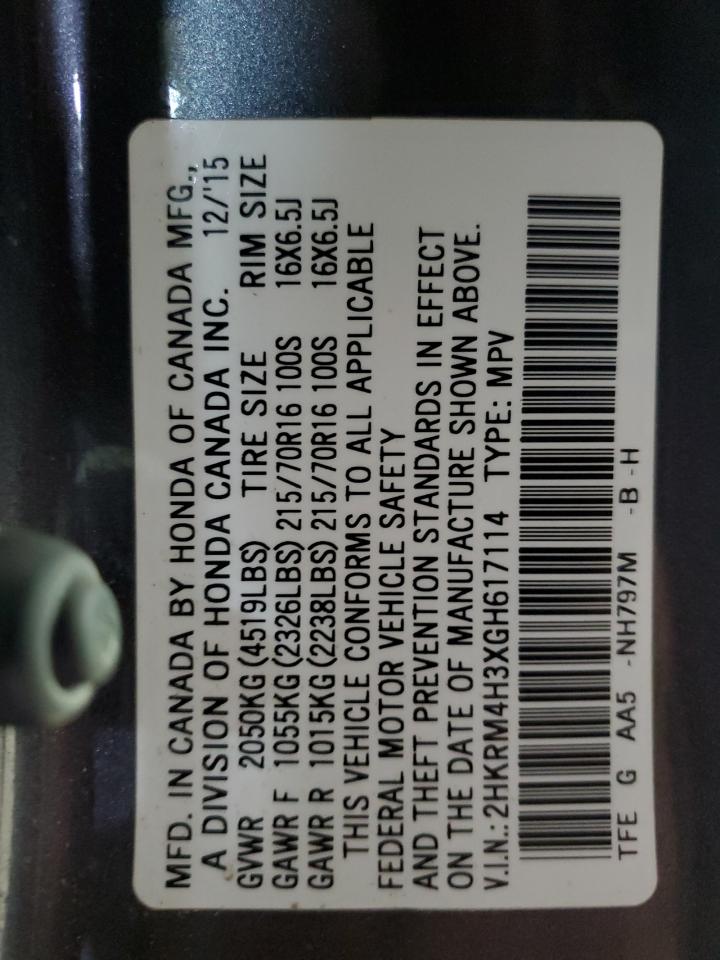 MFD. IN CANADA BY HONDA OF CANADA MFG.,
A DIVISION OF HONDA CANADA INC. 12/'15
GVWR 2050KG(4519LBS) TIRE SIZE RIM SIZE
GAWR F 1055KG(2326LBS) 215/70R16 100S 16X6.5J
GAWR R 1015KG(2238LBS) 215/70R16 100S 16X6.5J
THIS VEHICLE CONFORMS TO ALL APPLICABLE
FEDERAL MOTOR VEHICLE SAFETY
AND THEFT PREVENTION STANDARDS IN EFFECT
ON THE DATE OF MANUFACTURE SHOWN ABOVE.
V.I.N.:2HKRM4H3XGH617114 TYPE: MPV
TFE G AA5 -NH797M -B -H